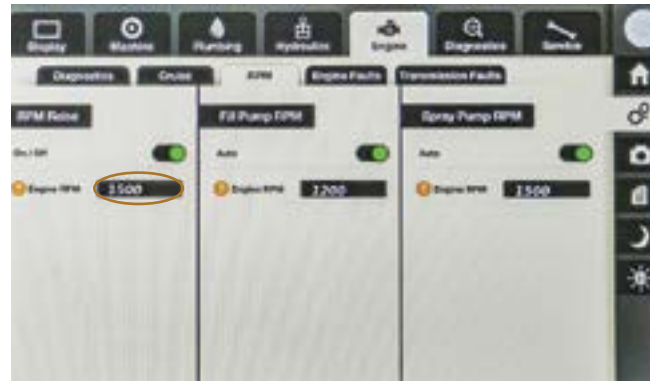 Display Machine Plumbing Hydraulics Engine Diagnostics Service
Diagnostics Cruise RPM Engine Faults Transmission Faults
RPM Raise Fill Pump RPM Spray Pump RPM
On / Off Auto Auto
Engine RPM 1500 Engine RPM 1200 Engine RPM 1500